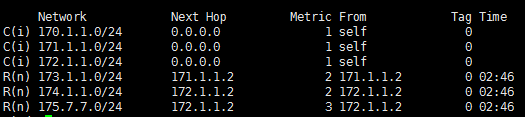 Network Next Hop Metric From Tag Time
C(i) 170.1.1.0/24 0.0.0.0 1 self 0
C(i) 171.1.1.0/24 0.0.0.0 1 self 0
C(i) 172.1.1.0/24 0.0.0.0 1 self 0
R(n) 173.1.1.0/24 171.1.1.2 2 171.1.1.2 0 02:46
R(n) 174.1.1.0/24 172.1.1.2 2 172.1.1.2 0 02:46
R(n) 175.7.7.0/24 172.1.1.2 3 172.1.1.2 0 02:46